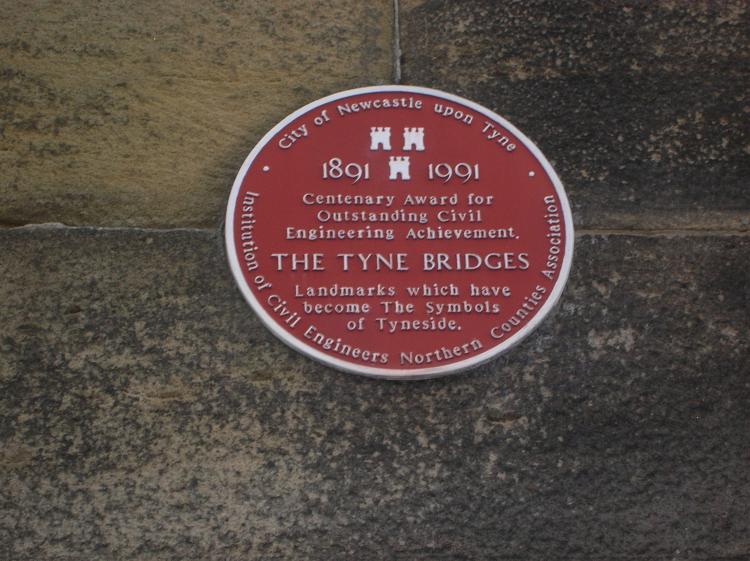 City of Newcastle upon Tyne
1891 1991
Centenary Award for
Outstanding Civil
Engineering Achievement.
THE TYNE BRIDGES
Landmarks which have
become The Symbols
of Tyneside.
Institution of Civil Engineers Northern Counties Association